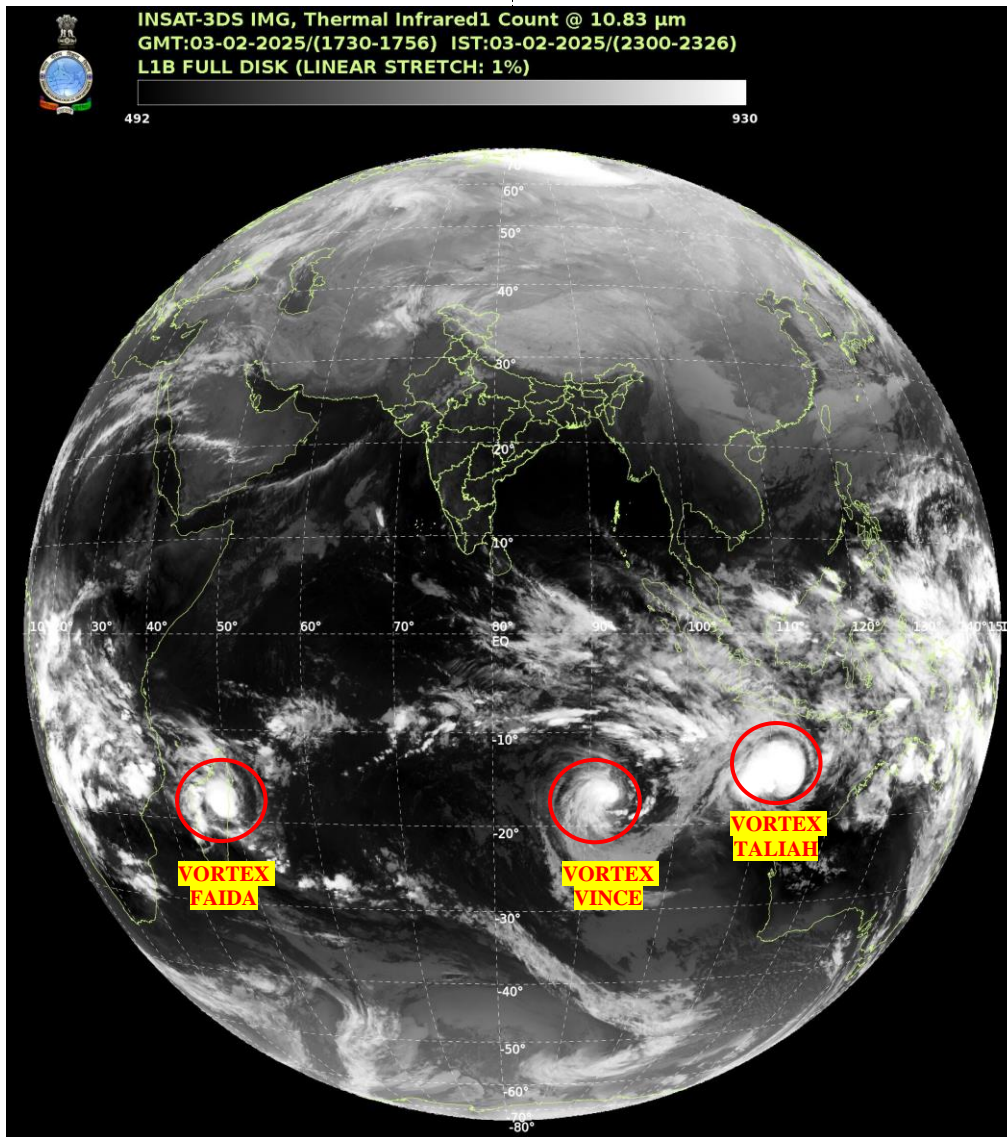 INSAT-3DS IMG, Thermal Infrared1 Count @ 10.83 μm
GMT:03-02-2025/(1730-1756) IST:03-02-2025/(2300-2326)
L1B FULL DISK (LINEAR STRETCH: 1%)
492 930
60°
50°
40°
30°
20°
10°
30° 40° 50° 60° 70° 80° 90° 100° 110° 120°
EQ
-10°
-20°
VORTEX
TALIAH
VORTEX
FAIDA
VORTEX
VINCE
-30°
-40°
-50°
-60°
-70°
-80°